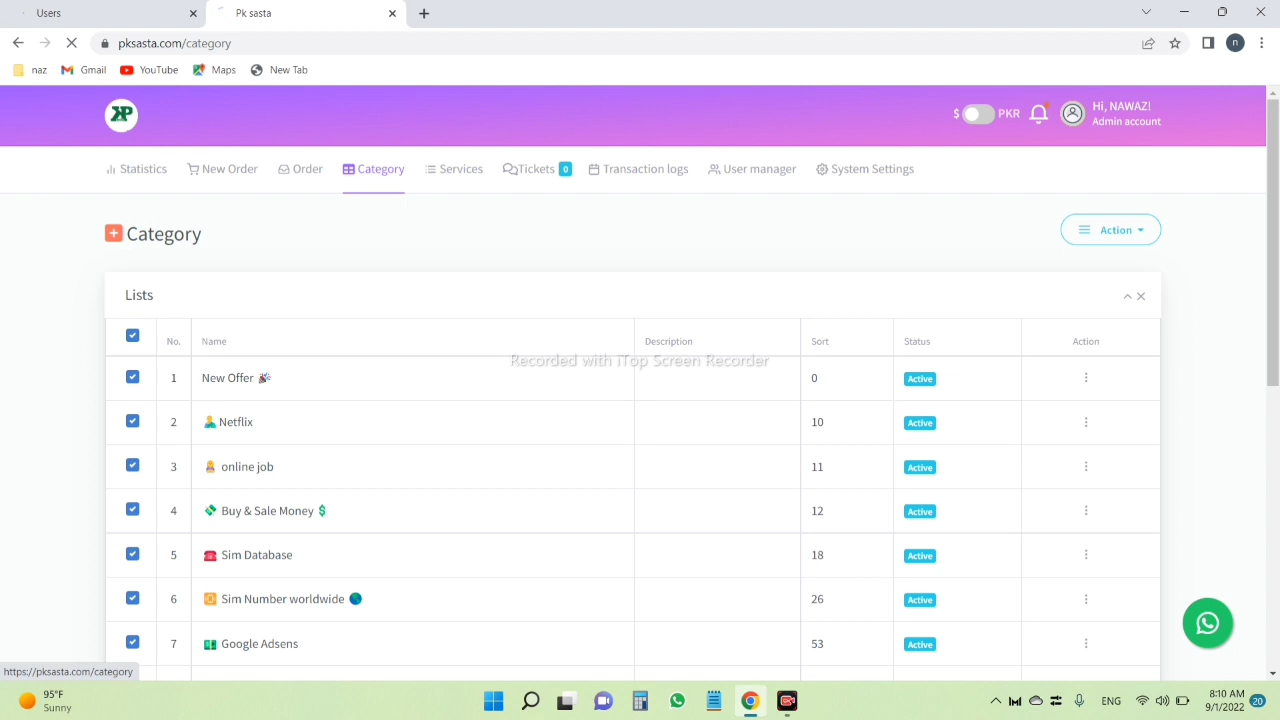 Users
Pk sasta
pksasta.com/category
n
naz Gmail YouTube Maps New Tab
KP
$ PKR Hi, NAWAZ!
Admin account
Statistics New Order Order Category Services Tickets 0 Transaction logs User manager System Settings
Category Action
Lists
No. Name Description Sort Status Action
Recorded with iTop Screen Recorder
1 New Offer 🎉 0 Active
2 Netflix 10 Active
3 online job 11 Active
4 💸 Buy & Sale Money 💲 12 Active
5 ☎️ Sim Database 18 Active
6 Sim Number worldwide 🌎 26 Active
7 💵 Google Adsens 53 Active
https://pksasta.com/category
95°F
Sunny
ENG
8:10 AM
9/1/2022 20